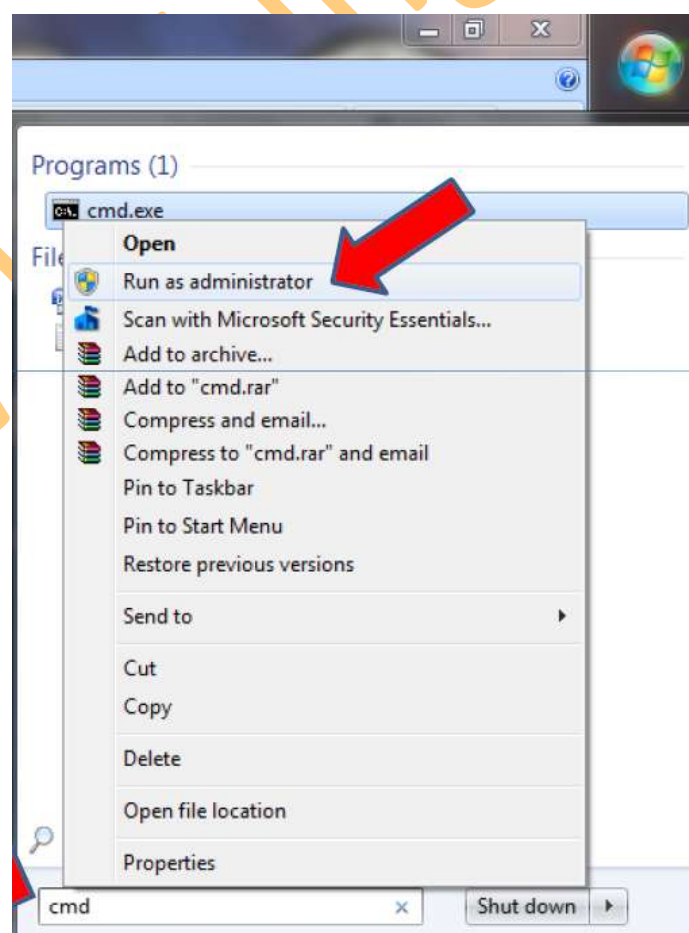 Programs (1)
cmd.exe
Open
File
Run as administrator
Scan with Microsoft Security Essentials...
Add to archive...
Add to "cmd.rar"
Compress and email...
Compress to "cmd.rar" and email
Pin to Taskbar
Pin to Start Menu
Restore previous versions
Send to
Cut
Copy
Delete
Open file location
Properties
cmd
Shut down